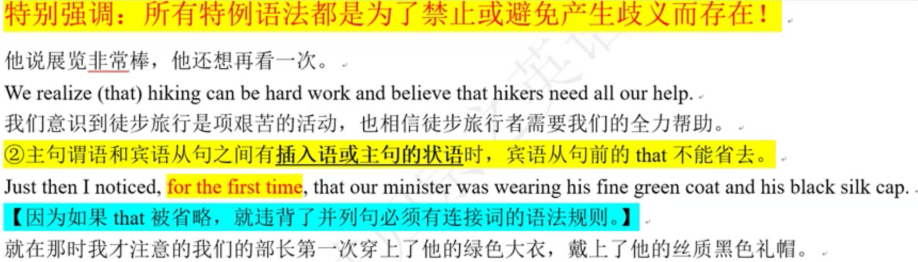 特别强调：所有特例语法都是为了禁止或避免产生歧义而存在！
他说展览非常棒，他还想再看一次。
We realize (that) hiking can be hard work and believe that hikers need all our help.
我们意识到徒步旅行是项艰苦的活动，也相信徒步旅行者需要我们的全力帮助。
②主句谓语和宾语从句之间有插入语或主句的状语时，宾语从句前的 that 不能省去。
Just then I noticed, for the first time, that our minister was wearing his fine green coat and his black silk cap.
【因为如果 that 被省略，就违背了并列句必须有连接词的语法规则。】
就在那时我才注意的我们的部长第一次穿上了他的绿色大衣，戴上了他的丝质黑色礼帽。